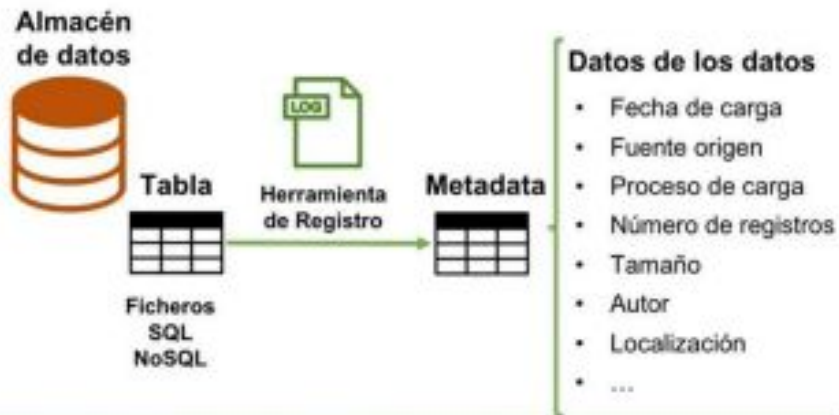 Almacén
de datos
Tabla
Ficheros
SQL
NoSQL
LOG
Herramienta
de Registro
Metadata
Datos de los datos
• Fecha de carga
• Fuente origen
• Proceso de carga
• Número de registros
• Tamaño
• Autor
• Localización
• ...